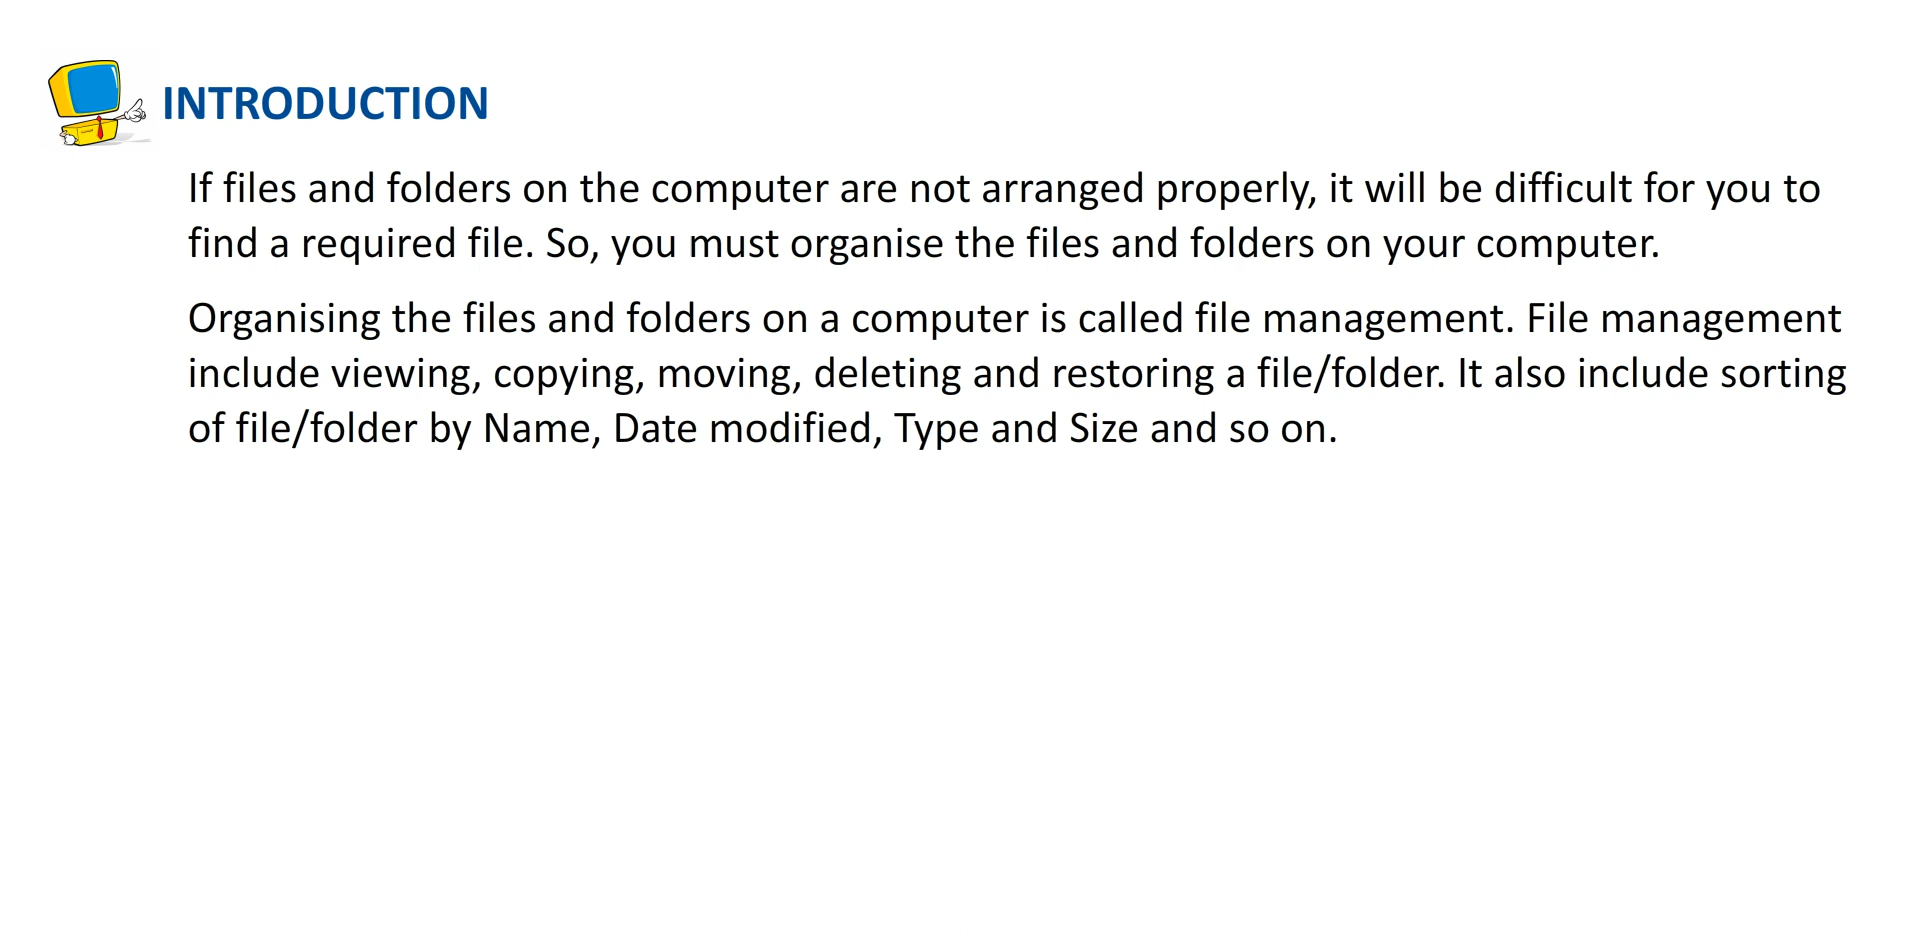 INTRODUCTION
If files and folders on the computer are not arranged properly, it will be difficult for you to
find a required file. So, you must organise the files and folders on your computer.
Organising the files and folders on a computer is called file management. File management
include viewing, copying, moving, deleting and restoring a file/folder. It also include sorting
of file/folder by Name, Date modified, Type and Size and so on.